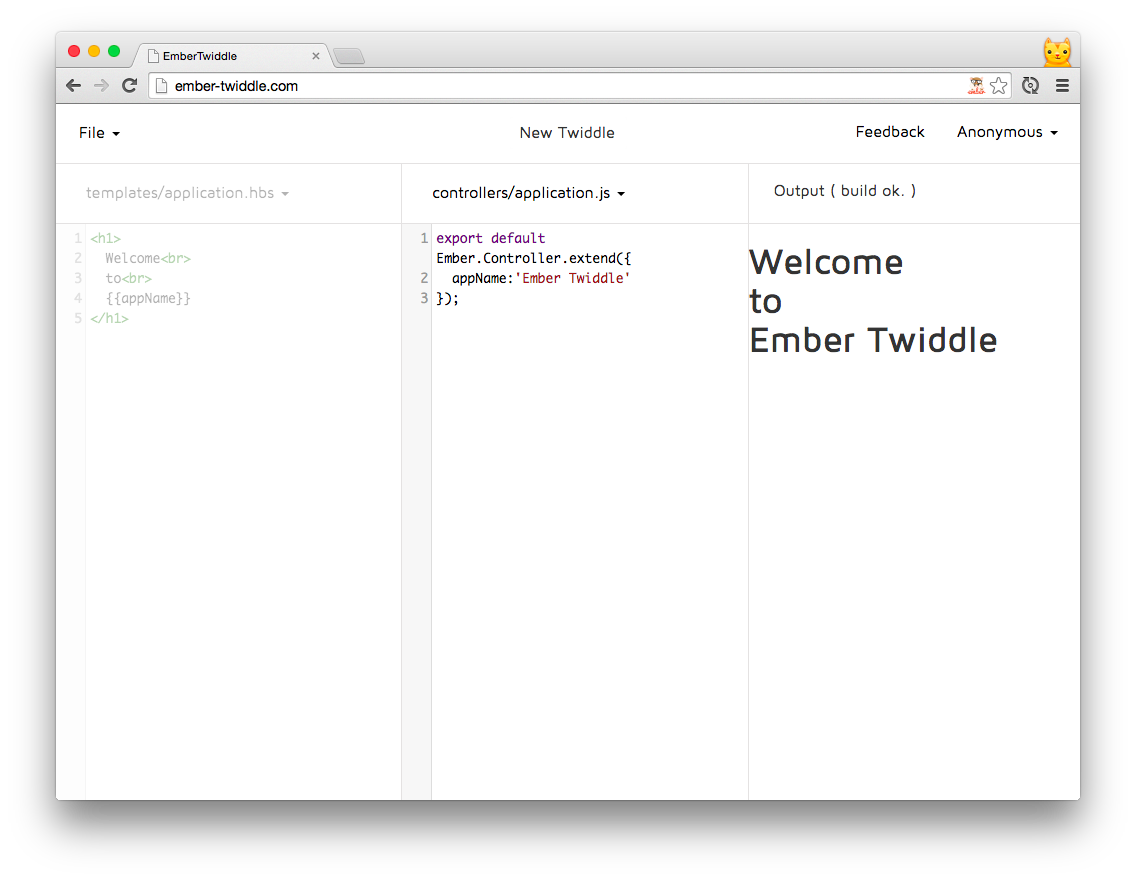 EmberTwiddle
ember-twiddle.com
File
New Twiddle
Feedback
Anonymous
templates/application.hbs
controllers/application.js
Output ( build ok. )
1 <h1>
2   Welcome<br>
3   to<br>
4   {{appName}}
5 </h1>
1 export default
Ember.Controller.extend({
2   appName:'Ember Twiddle'
3 });
Welcome
to
Ember Twiddle